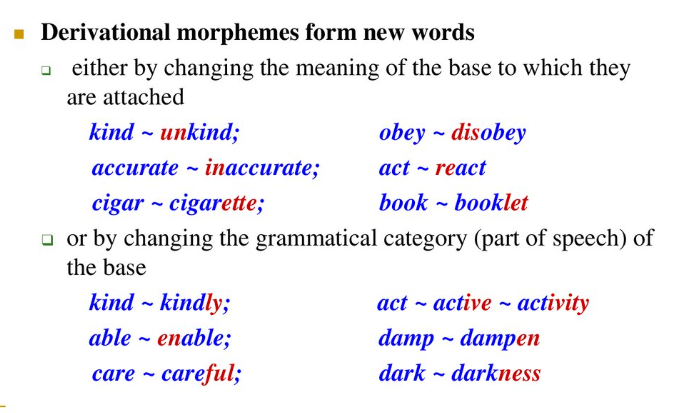 Derivational morphemes form new words
either by changing the meaning of the base to which they
are attached
kind ~ unkind; obey ~ disobey
accurate ~ inaccurate; act ~ react
cigar ~ cigarette; book ~ booklet
or by changing the grammatical category (part of speech) of
the base
kind ~ kindly; act ~ active ~ activity
able ~ enable; damp ~ dampen
care ~ careful; dark ~ darkness